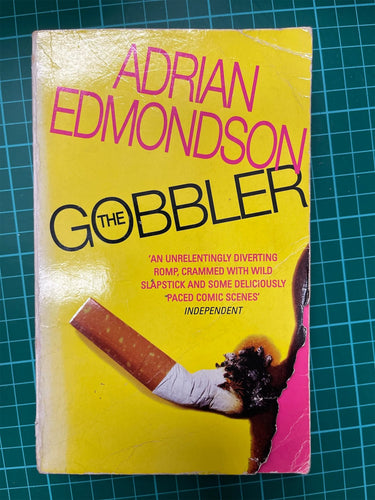 ADRIAN
EDMONDSON
THE GOBBLER
'AN UNRELENTINGLY DIVERTING
ROMP, CRAMMED WITH WILD
SLAPSTICK AND SOME DELICIOUSLY
PACED COMIC SCENES'
INDEPENDENT